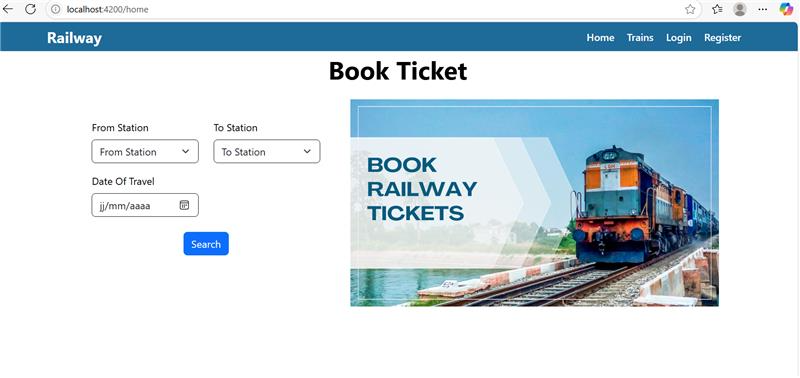 localhost:4200/home
Railway
Home Trains Login Register
Book Ticket
From Station To Station
From Station To Station
Date Of Travel
jj/mm/aaaa
Search
BOOK
RAILWAY
TICKETS